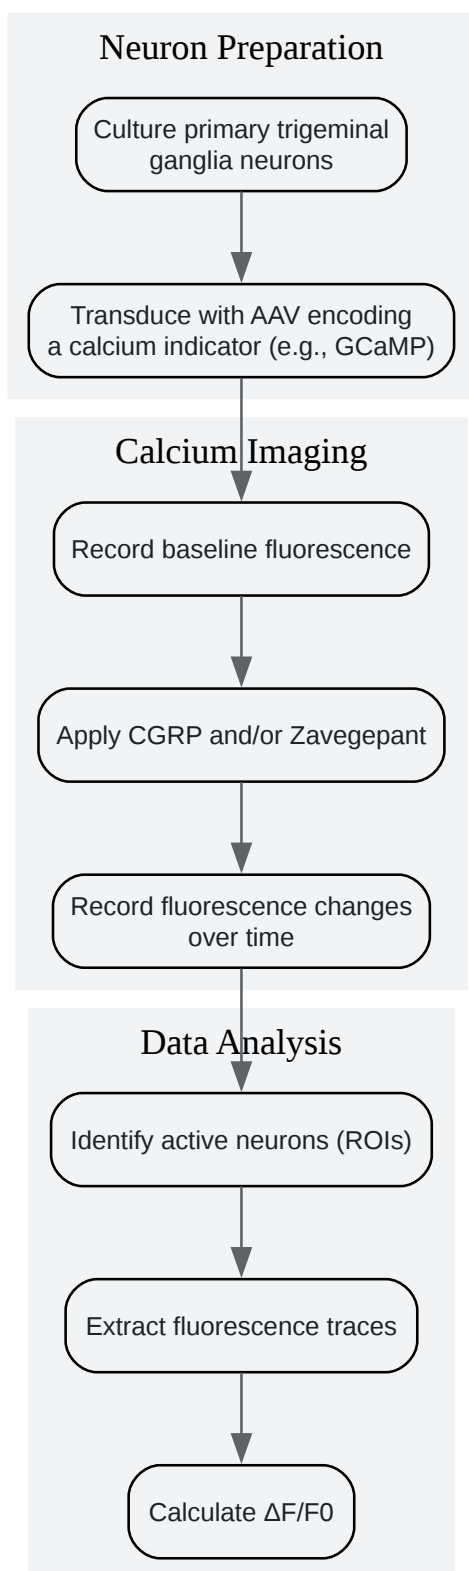 Neuron Preparation
Culture primary trigeminal
ganglia neurons
Transduce with AAV encoding
a calcium indicator (e.g., GCaMP)
Calcium Imaging
Record baseline fluorescence
Apply CGRP and/or Zavegepant
Record fluorescence changes
over time
Data Analysis
Identify active neurons (ROIs)
Extract fluorescence traces
Calculate ΔF/F0